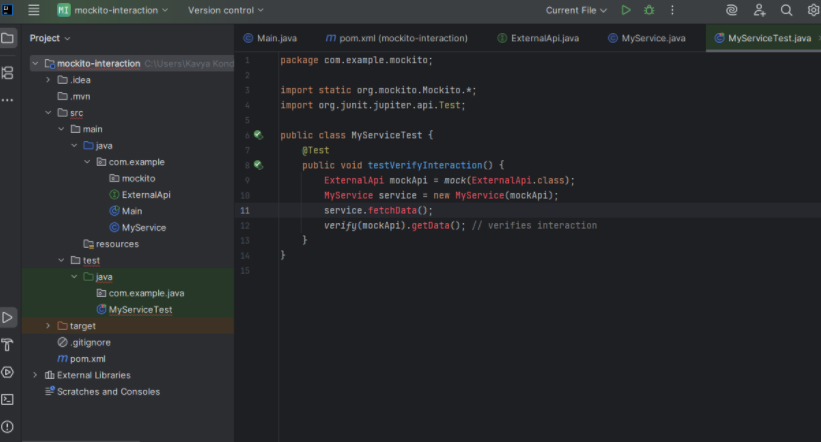 MI mockito-interaction Version control Current File
Project
Main.java pom.xml (mockito-interaction) ExternalApi.java MyService.java MyServiceTest.java
mockito-interaction C:\Users\Kavya Kond
.idea
.mvn
src
main
java
com.example
mockito
ExternalApi
Main
MyService
resources
test
java
com.example.java
MyServiceTest
target
.gitignore
pom.xml
External Libraries
Scratches and Consoles
1 package com.example.mockito;
2
3 import static org.mockito.Mockito.*;
4 import org.junit.jupiter.api.Test;
5
6 public class MyServiceTest {
7 @Test
8 public void testVerifyInteraction() {
9 ExternalApi mockApi = mock(ExternalApi.class);
10 MyService service = new MyService(mockApi);
11 service.fetchData();
12 verify(mockApi).getData(); // verifies interaction
13 }
14 }
15